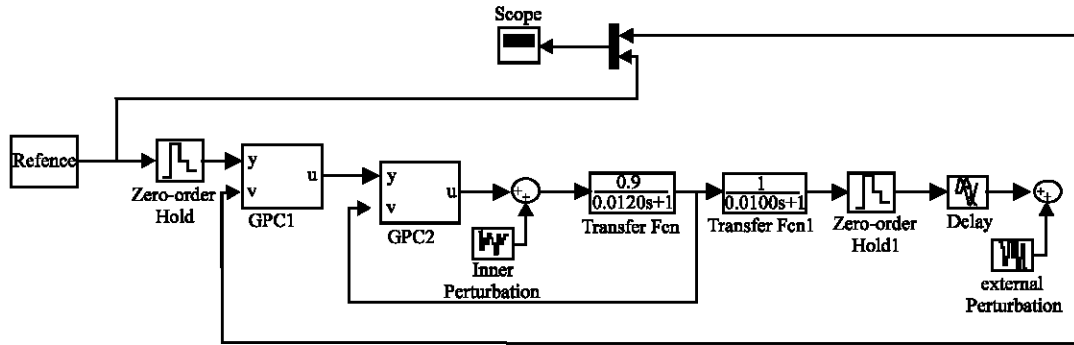 Scope
Refence
Zero-order
Hold
y
v
u
GPC1
y
v
u
GPC2
+
+
Inner
Perturbation
0.9
0.0120s+1
Transfer Fcn
1
0.0100s+1
Transfer Fcn1
Zero-order
Hold1
Delay
+
+
external
Perturbation